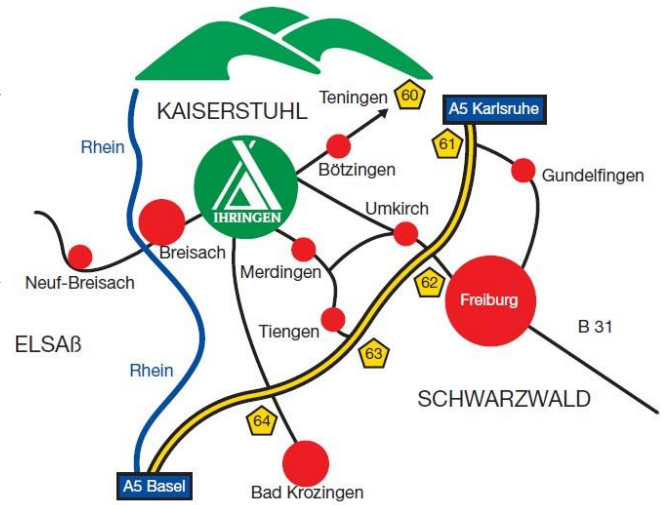 Teningen
60
A5 Karlsruhe
KAISERSTUHL
61
Rhein
Bötzingen
Gundelfingen
IHRINGEN
Umkirch
Breisach
Merdingen
Neuf-Breisach
62
Freiburg
Tiengen
B 31
ELSAß
63
Rhein
SCHWARZWALD
64
A5 Basel
Bad Krozingen